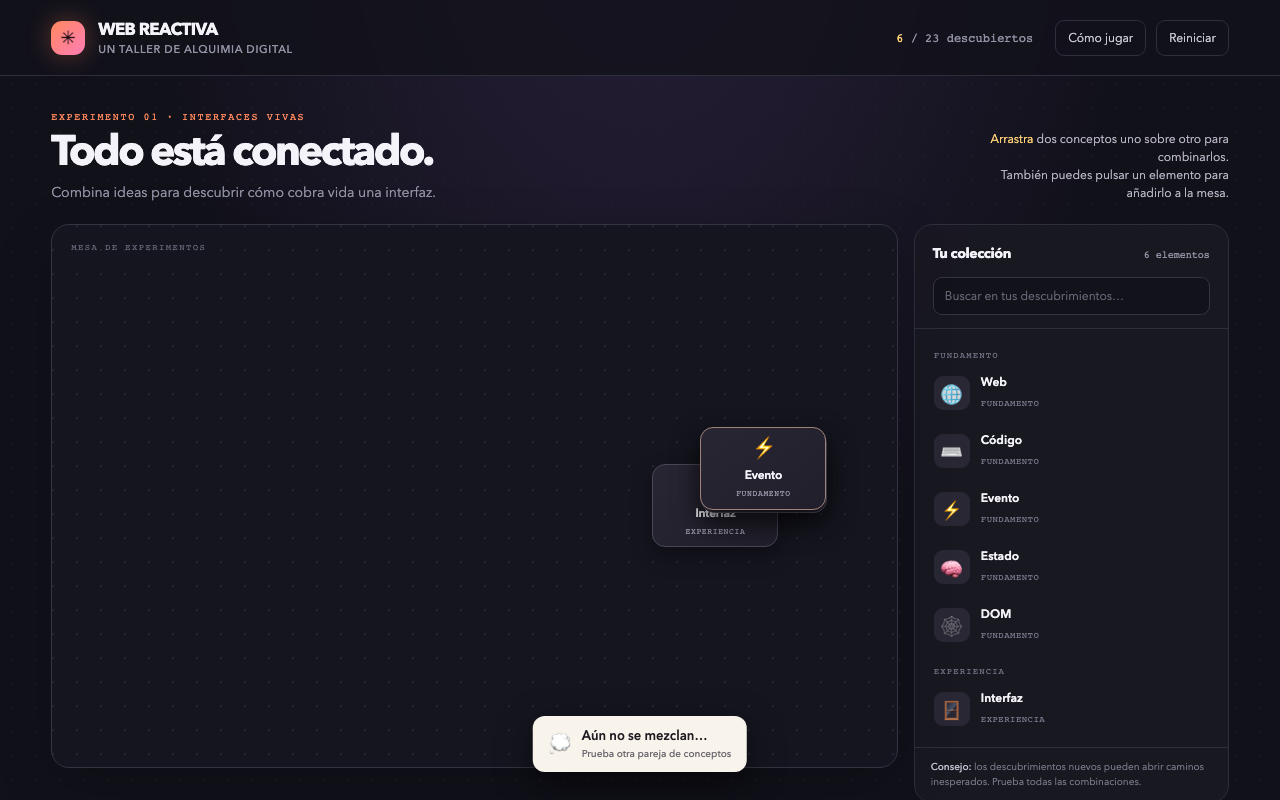 WEB REACTIVA
UN TALLER DE ALQUIMIA DIGITAL
6 / 23 descubiertos
Cómo jugar
Reiniciar
EXPERIMENTO 01 · INTERFACES VIVAS
Todo está conectado.
Combina ideas para descubrir cómo cobra vida una interfaz.
Arrastra dos conceptos uno sobre otro para
combinarlos.
También puedes pulsar un elemento para
añadirlo a la mesa.
MESA DE EXPERIMENTOS
Evento
FUNDAMENTO
Interfaz
EXPERIENCIA
Aún no se mezclan…
Prueba otra pareja de conceptos
Tu colección
6 elementos
Buscar en tus descubrimientos…
FUNDAMENTO
Web
FUNDAMENTO
Código
FUNDAMENTO
Evento
FUNDAMENTO
Estado
FUNDAMENTO
DOM
FUNDAMENTO
EXPERIENCIA
Interfaz
EXPERIENCIA
Consejo: los descubrimientos nuevos pueden abrir caminos
inesperados. Prueba todas las combinaciones.